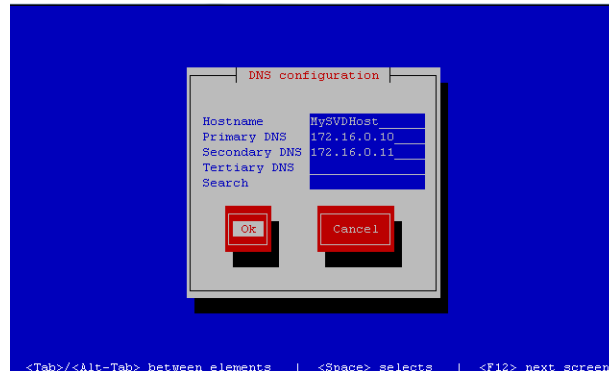 DNS configuration
Hostname MySVDHost
Primary DNS 172.16.0.10
Secondary DNS 172.16.0.11
Tertiary DNS
Search
Ok Cancel
<Tab>/<Alt-Tab> between elements | <Space> selects | <F12> next screen